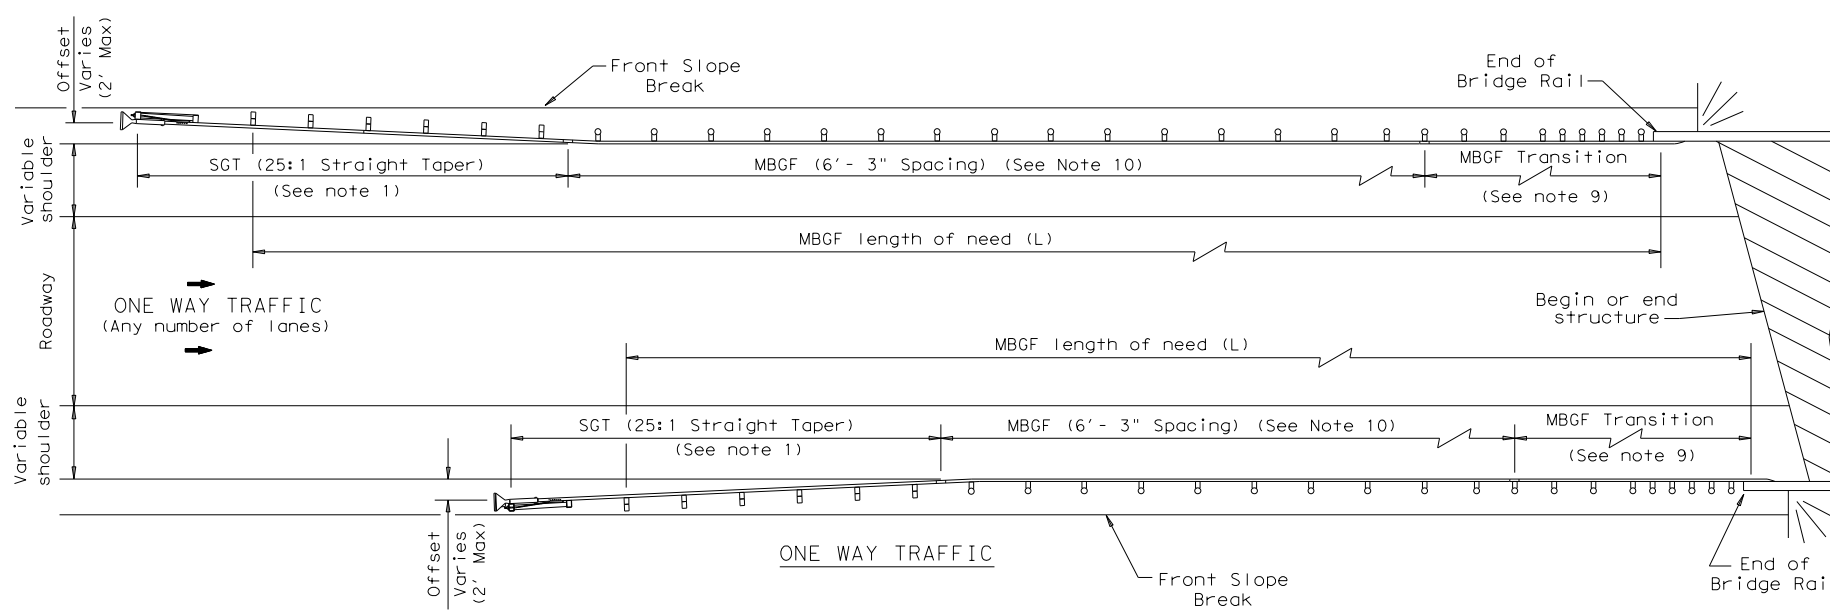 Offset
Varies
(2' Max)
Front Slope
Break
End of
Bridge Rail
SGT (25:1 Straight Taper)
(See note 1)
MBGF (6'- 3" Spacing) (See Note 10)
MBGF Transition
(See note 9)
Variable
shoulder
MBGF length of need (L)
Roadway
ONE WAY TRAFFIC
(Any number of lanes)
Begin or end
structure
MBGF length of need (L)
Variable
shoulder
SGT (25:1 Straight Taper)
(See note 1)
MBGF (6'- 3" Spacing) (See Note 10)
MBGF Transition
(See note 9)
Offset
Varies
(2' Max)
ONE WAY TRAFFIC
Front Slope
Break
End of
Bridge Rai